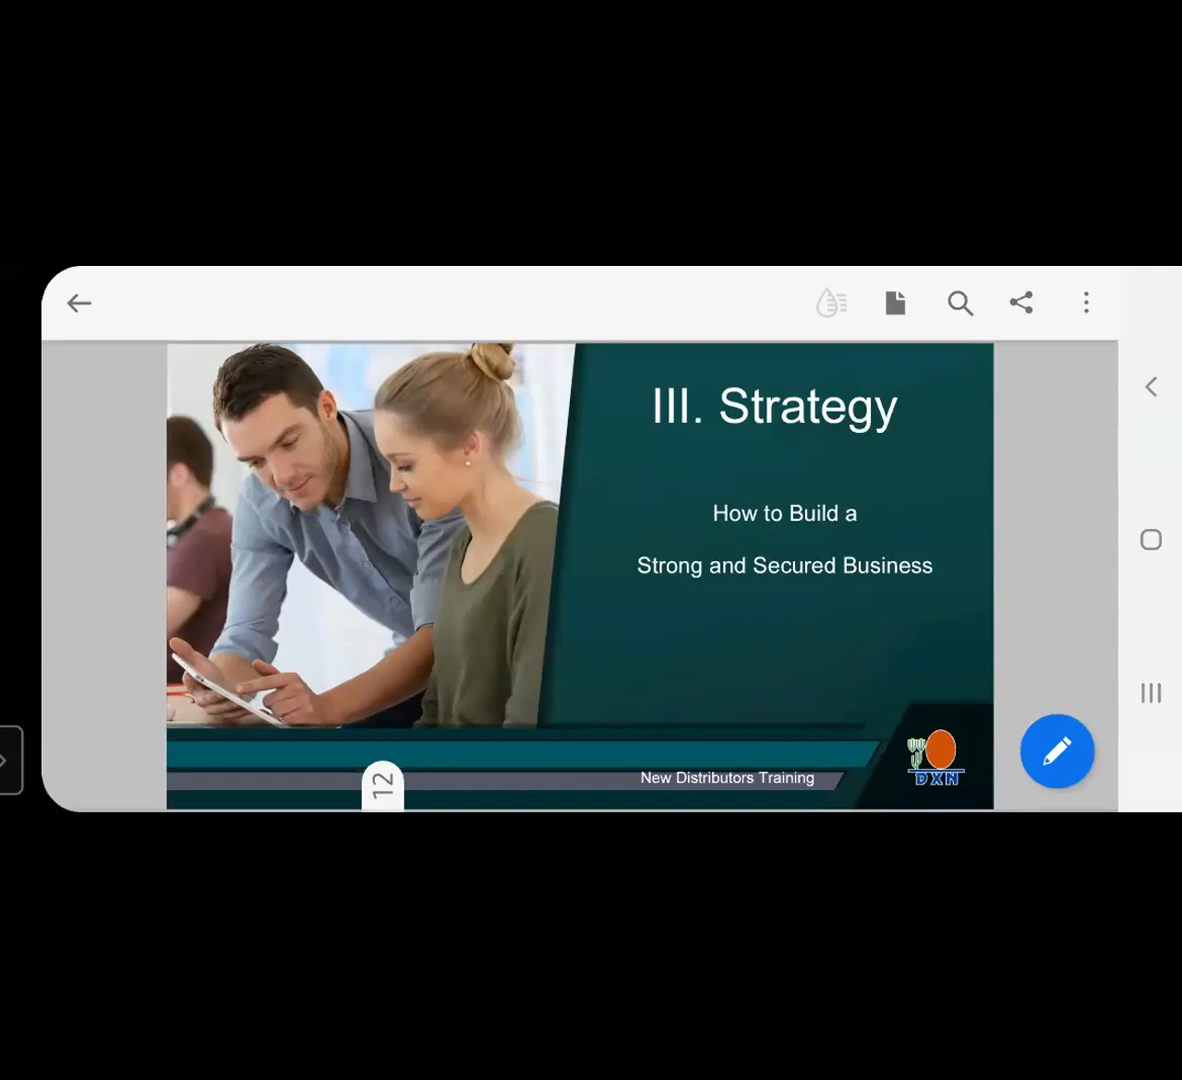 III. Strategy
How to Build a
Strong and Secured Business
New Distributors Training
DXN
12